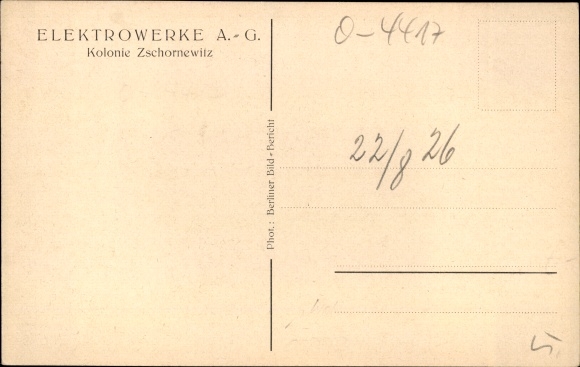 ELEKTROWERKE A.-G.
Kolonie Zschornewitz
Phot.: Berliner Bild-Bericht
O-4417
22/8 26
5.